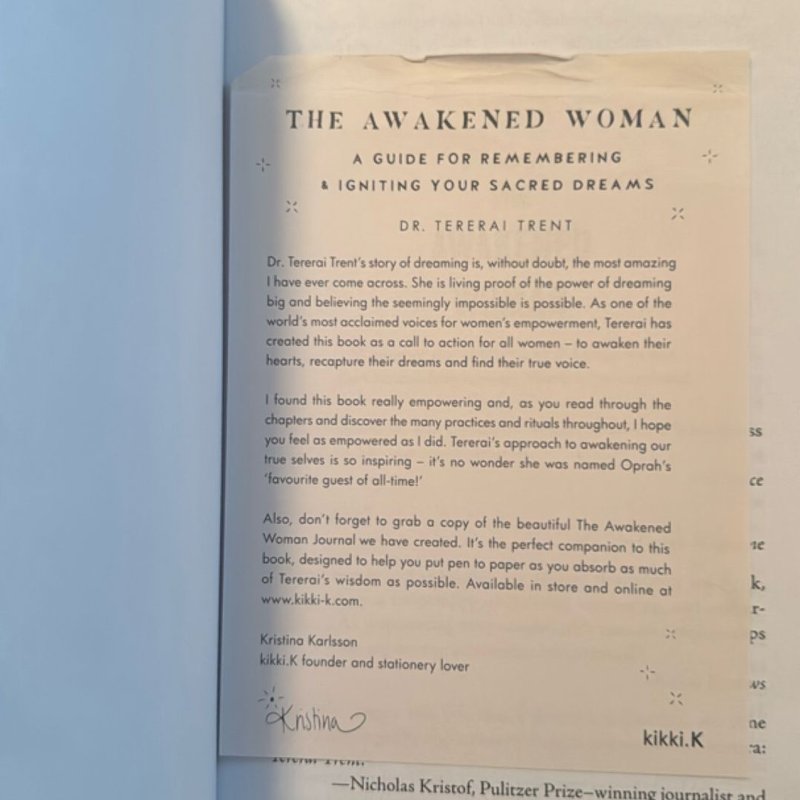 THE AWAKENED WOMAN
A GUIDE FOR REMEMBERING
& IGNITING YOUR SACRED DREAMS
DR. TERERAI TRENT
Dr. Tererai Trent's story of dreaming is, without doubt, the most amazing
I have ever come across. She is living proof of the power of dreaming
big and believing the seemingly impossible is possible. As one of the
world's most acclaimed voices for women's empowerment, Tererai has
created this book as a call to action for all women – to awaken their
hearts, recapture their dreams and find their true voice.
I found this book really empowering and, as you read through the
chapters and discover the many practices and rituals throughout, I hope
you feel as empowered as I did. Tererai's approach to awakening our
true selves is so inspiring – it's no wonder she was named Oprah's
'favourite guest of all-time!'
Also, don't forget to grab a copy of the beautiful The Awakened
Woman Journal we have created. It's the perfect companion to this
book, designed to help you put pen to paper as you absorb as much
of Tererai's wisdom as possible. Available in store and online at
www.kikki-k.com.
Kristina Karlsson
kikki.K founder and stationery lover
Kristina
kikki.K
—Nicholas Kristof, Pulitzer Prize–winning journalist and